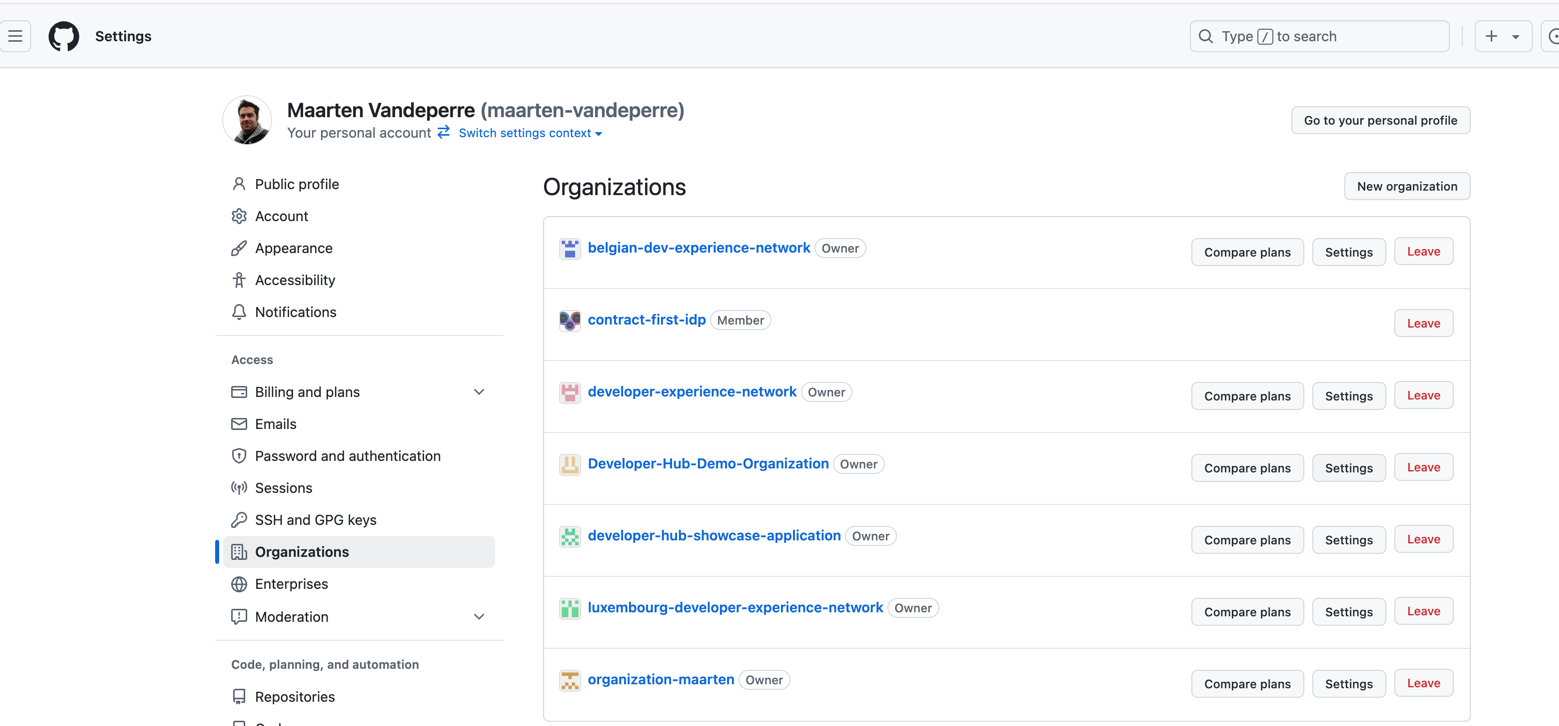 Settings
Type / to search
Maarten Vandeperre (maarten-vandeperre)
Your personal account Switch settings context
Go to your personal profile
Public profile
Account
Appearance
Accessibility
Notifications
Access
Billing and plans
Emails
Password and authentication
Sessions
SSH and GPG keys
Organizations
Enterprises
Moderation
Code, planning, and automation
Repositories
Organizations
New organization
belgian-dev-experience-network Owner Compare plans Settings Leave
contract-first-idp Member Leave
developer-experience-network Owner Compare plans Settings Leave
Developer-Hub-Demo-Organization Owner Compare plans Settings Leave
developer-hub-showcase-application Owner Compare plans Settings Leave
luxembourg-developer-experience-network Owner Compare plans Settings Leave
organization-maarten Owner Compare plans Settings Leave